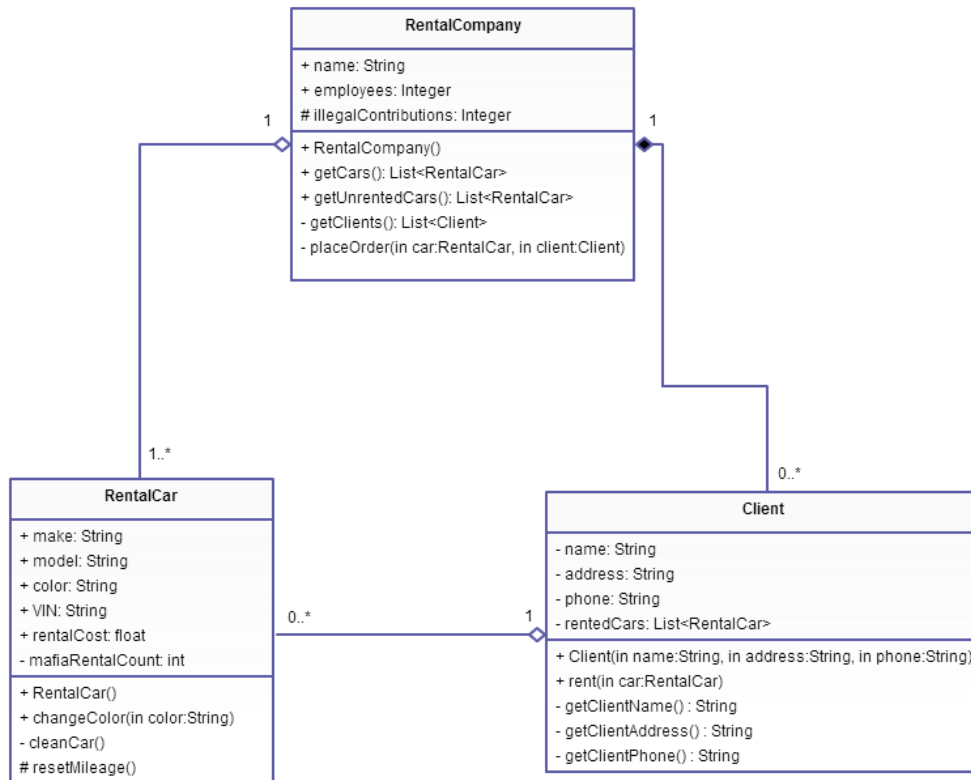 RentalCompany
+ name: String
+ employees: Integer
# illegalContributions: Integer
1
1
+ RentalCompany()
+ getCars(): List<RentalCar>
+ getUnrentedCars(): List<RentalCar>
- getClients(): List<Client>
- placeOrder(in car:RentalCar, in client:Client)
1..*
0..*
RentalCar
+ make: String
+ model: String
+ color: String
+ VIN: String
+ rentalCost: float
- mafiaRentalCount: int
+ RentalCar()
+ changeColor(in color:String)
- cleanCar()
# resetMileage()
0..*
1
Client
- name: String
- address: String
- phone: String
- rentedCars: List<RentalCar>
+ Client(in name:String, in address:String, in phone:String)
+ rent(in car:RentalCar)
- getClientName() : String
- getClientAddress() : String
- getClientPhone() : String